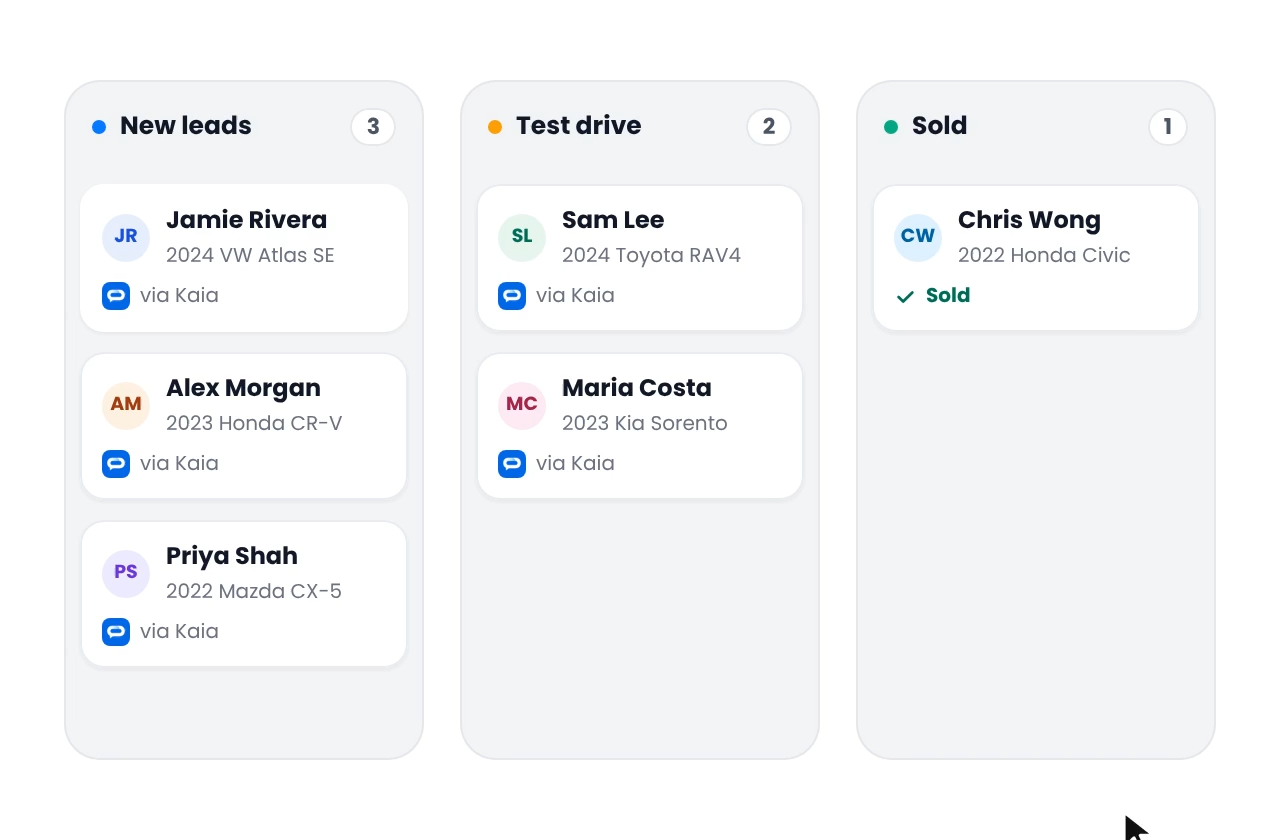 New leads
3
Jamie Rivera
JR
2024 VW Atlas SE
via Kaia
Alex Morgan
AM
2023 Honda CR-V
via Kaia
Priya Shah
PS
2022 Mazda CX-5
via Kaia
Test drive
2
Sam Lee
SL
2024 Toyota RAV4
via Kaia
Maria Costa
MC
2023 Kia Sorento
via Kaia
Sold
1
Chris Wong
CW
2022 Honda Civic
Sold